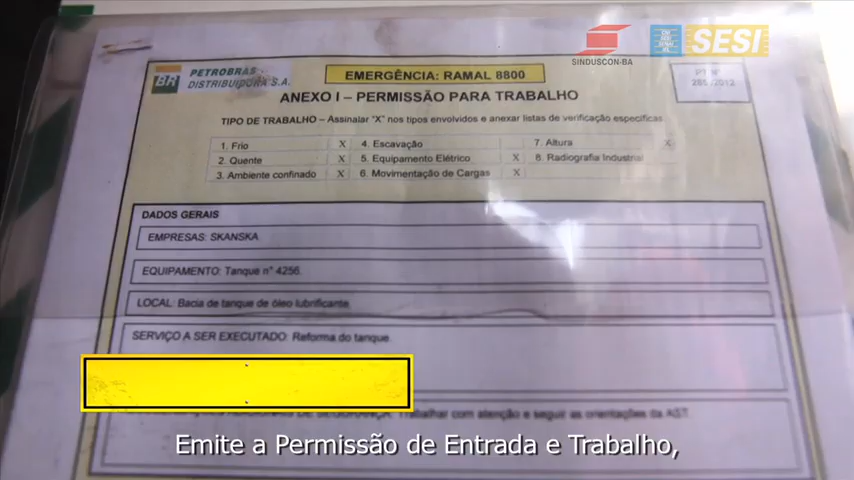 SINDUSCON-BA
SESI
BR
PETROBRAS
DISTRIBUIDORA S.A.
EMERGÊNCIA: RAMAL 8800
PT Nº
ANEXO I – PERMISSÃO PARA TRABALHO
TIPO DE TRABALHO – Assinalar "X" nos tipos envolvidos e anexar listas de verificação específicas.
1. Frio X 4. Escavação 7. Altura X
2. Quente X 5. Equipamento Elétrico X 8. Radiografia Industrial
3. Ambiente confinado X 6. Movimentação de Cargas X
DADOS GERAIS
EMPRESAS: SKANSKA
EQUIPAMENTO: Tanque nº 4256.
LOCAL: Bacia de tanque de óleo lubrificante.
SERVIÇO A SER EXECUTADO: Reforma do tanque.
SEGURANÇA: Trabalhar com atenção e seguir as orientações da AST.
Emite a Permissão de Entrada e Trabalho,